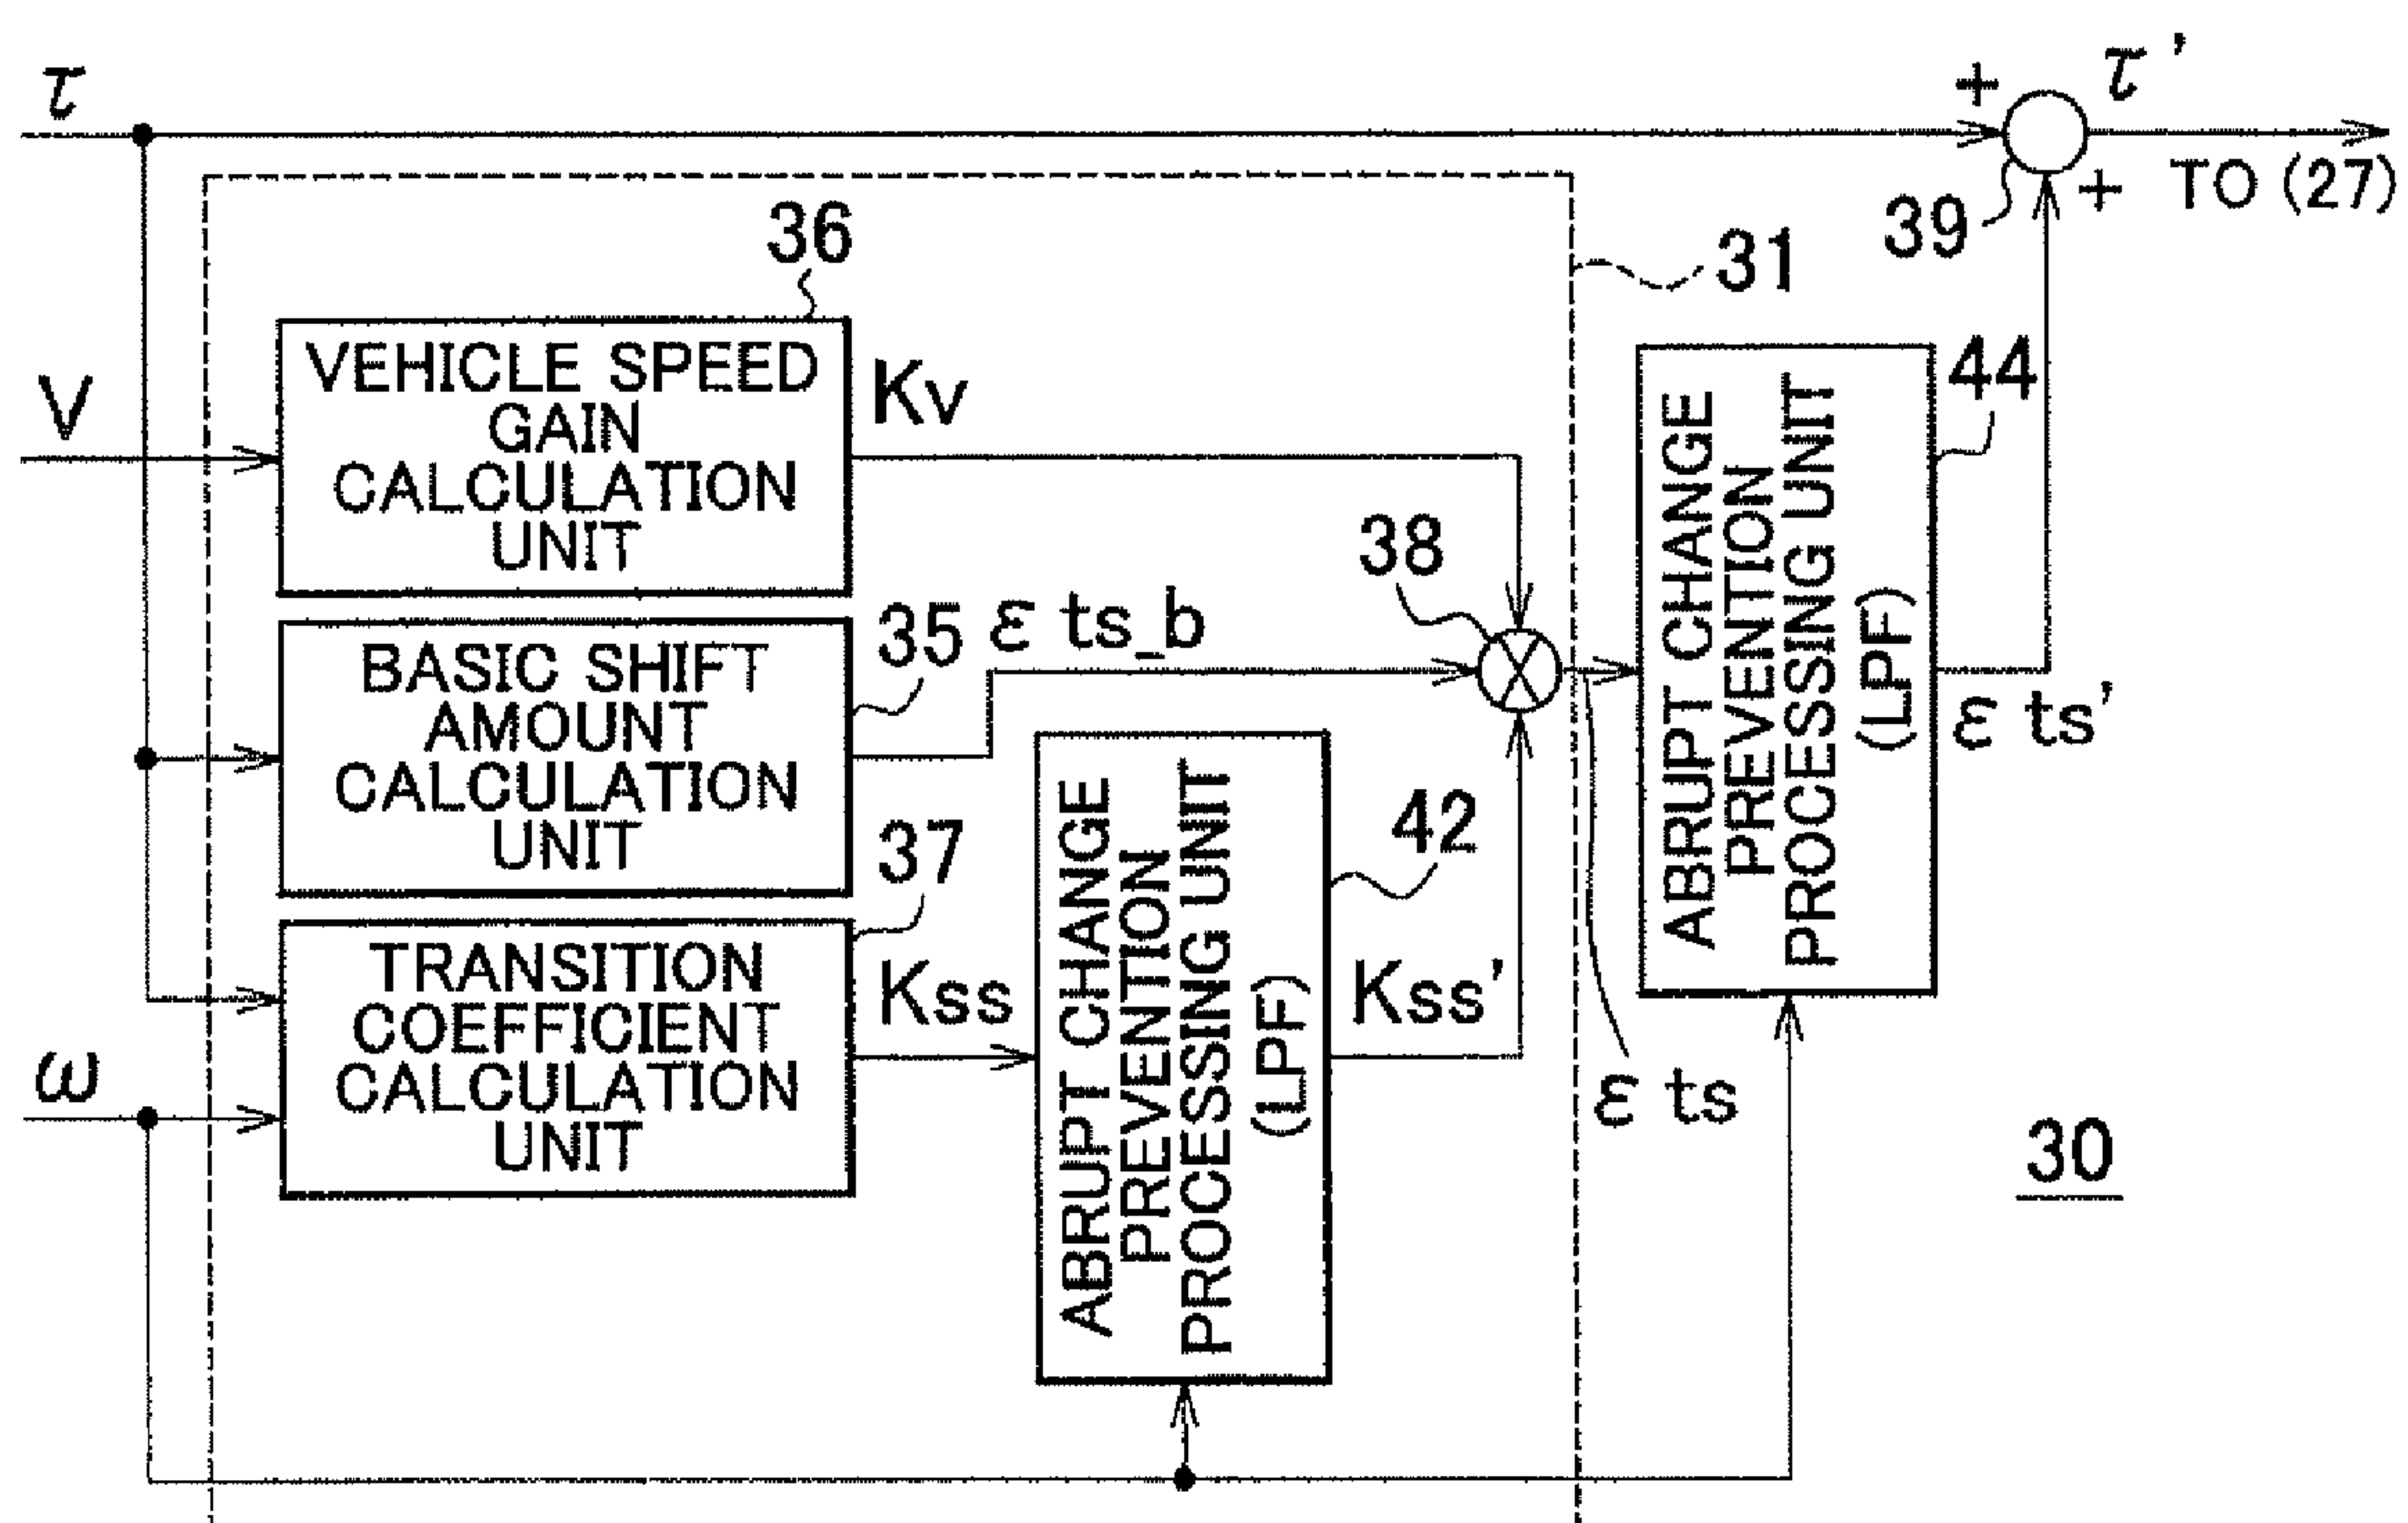 τ
+
τ'
39
+
TO (27)
36
31
V
VEHICLE SPEED
GAIN
CALCULATION
UNIT
Kv
44
ABRUPT CHANGE
PREVENTION
PROCESSING UNIT
(LPF)
38
35
ε ts_b
BASIC SHIFT
AMOUNT
CALCULATION
UNIT
ε ts'
37
42
ABRUPT CHANGE
PREVENTION
PROCESSING UNIT
(LPF)
ω
TRANSITION
COEFFICIENT
CALCULATION
UNIT
Kss
Kss'
ε ts
30